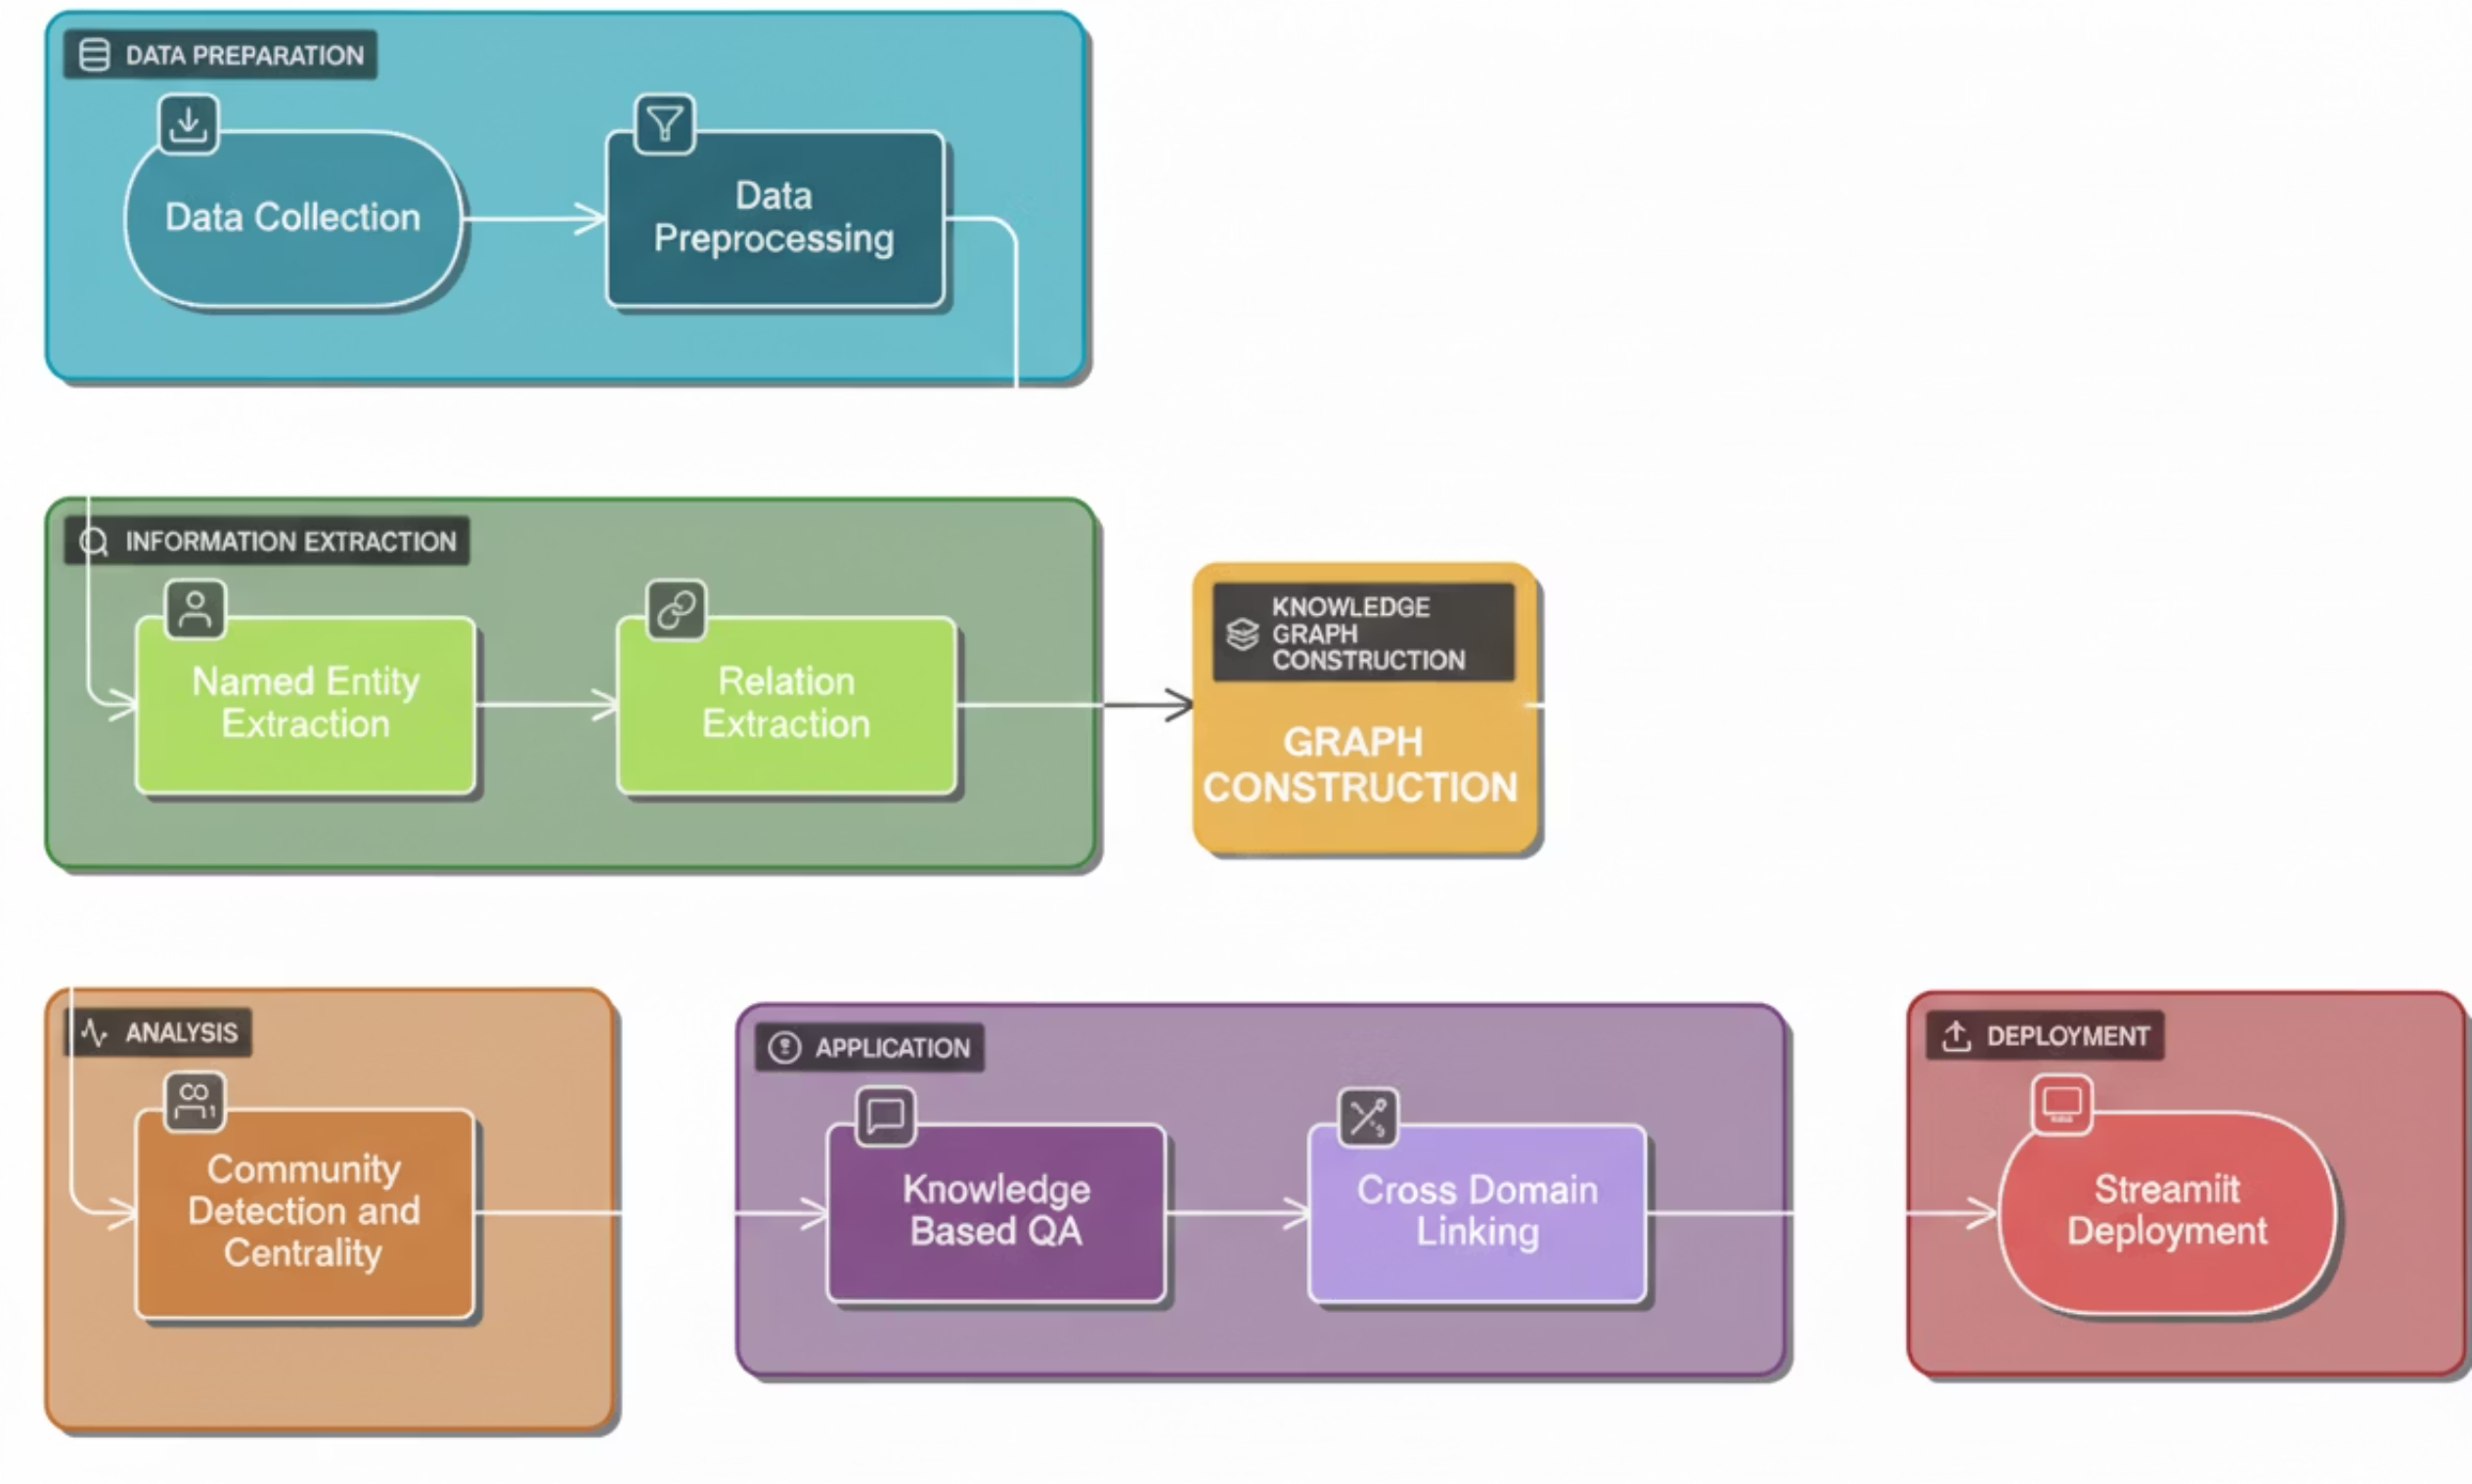 DATA PREPARATION
Data Collection
Data
Preprocessing
INFORMATION EXTRACTION
Named Entity
Extraction
Relation
Extraction
KNOWLEDGE
GRAPH
CONSTRUCTION
GRAPH
CONSTRUCTION
ANALYSIS
Community
Detection and
Centrality
APPLICATION
Knowledge
Based QA
Cross Domain
Linking
DEPLOYMENT
Streamiit
Deployment